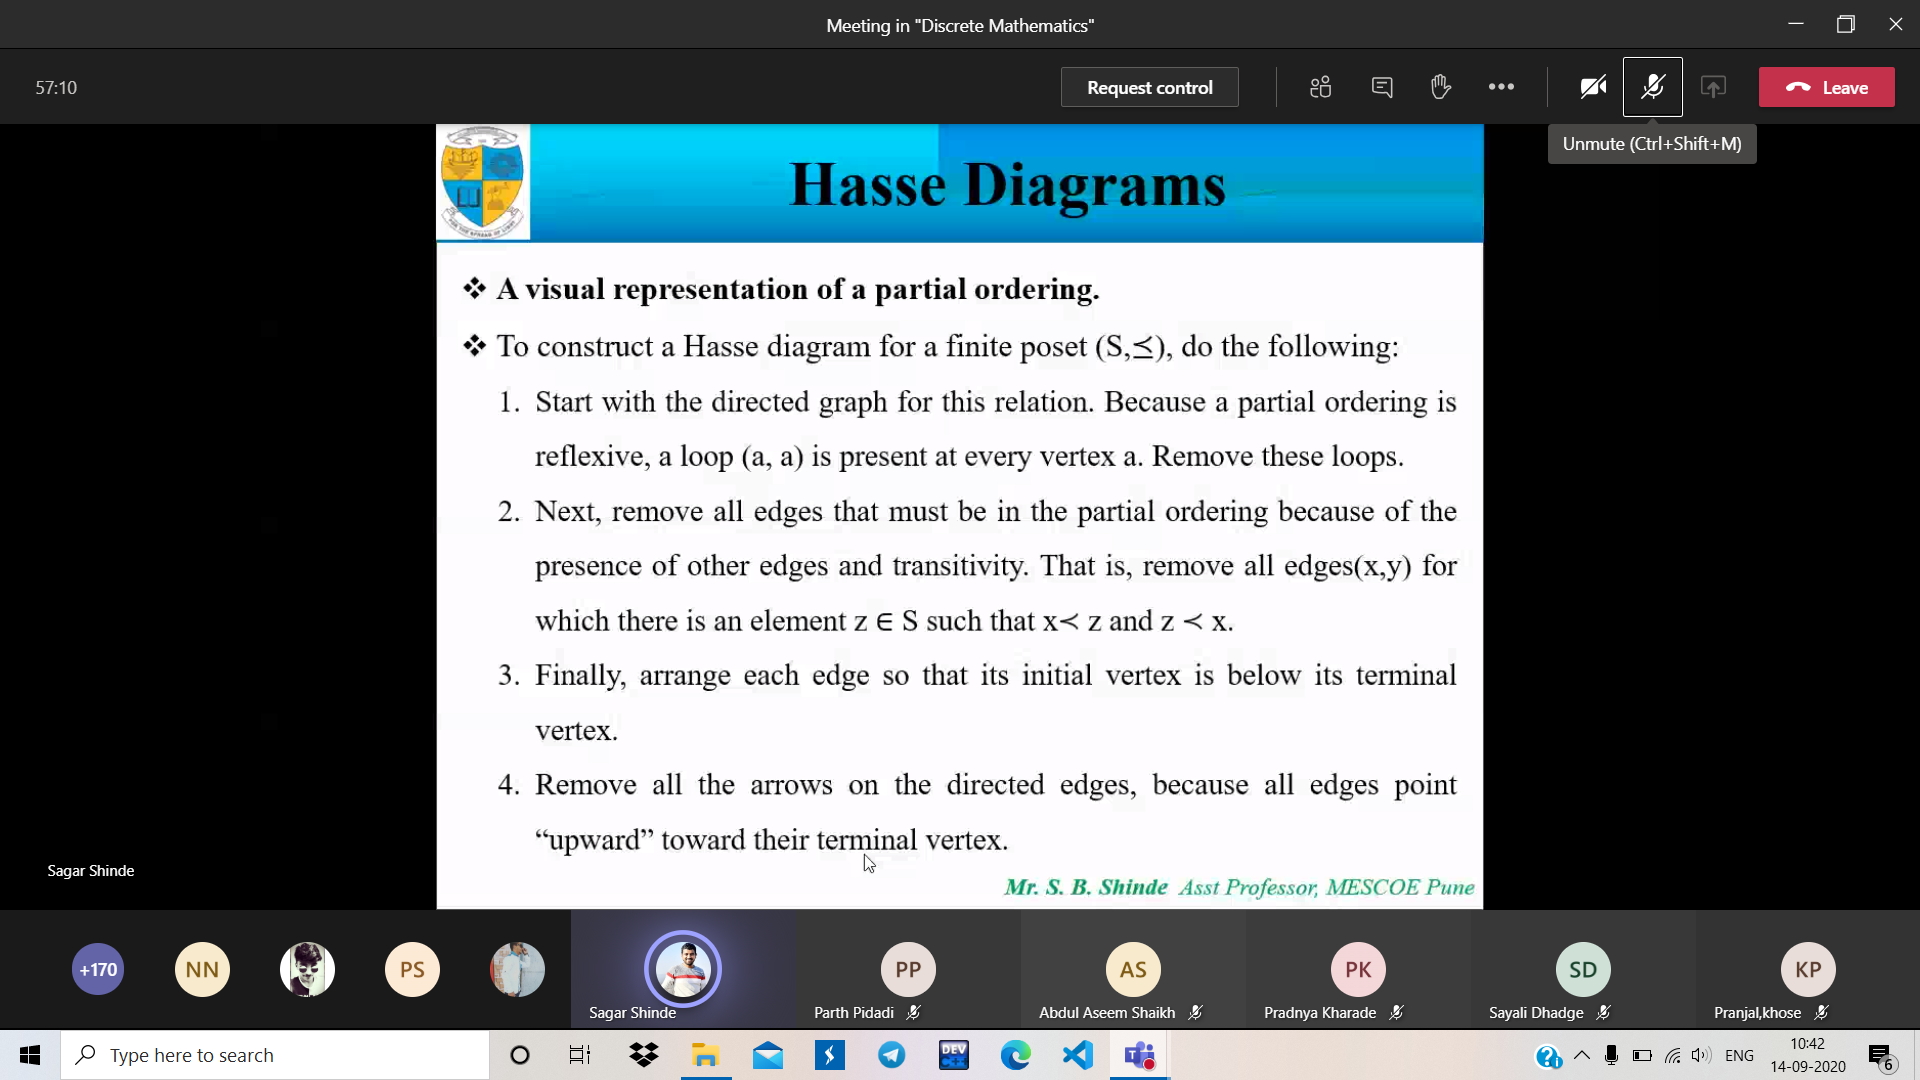 Meeting in "Discrete Mathematics"
57:10
Request control
Leave
Unmute (Ctrl+Shift+M)
Hasse Diagrams
❖ A visual representation of a partial ordering.
❖ To construct a Hasse diagram for a finite poset (S,≼), do the following:
1. Start with the directed graph for this relation. Because a partial ordering is
reflexive, a loop (a, a) is present at every vertex a. Remove these loops.
2. Next, remove all edges that must be in the partial ordering because of the
presence of other edges and transitivity. That is, remove all edges(x,y) for
which there is an element z ∈ S such that x≺ z and z ≺ x.
3. Finally, arrange each edge so that its initial vertex is below its terminal
vertex.
4. Remove all the arrows on the directed edges, because all edges point
“upward” toward their terminal vertex.
Sagar Shinde
Mr. S. B. Shinde Asst Professor, MESCOE Pune
+170
NN
PS
PP
AS
PK
SD
KP
Sagar Shinde
Parth Pidadi
Abdul Aseem Shaikh
Pradnya Kharade
Sayali Dhadge
Pranjal,khose
Type here to search
DEV
C++
ENG
10:42
14-09-2020
6